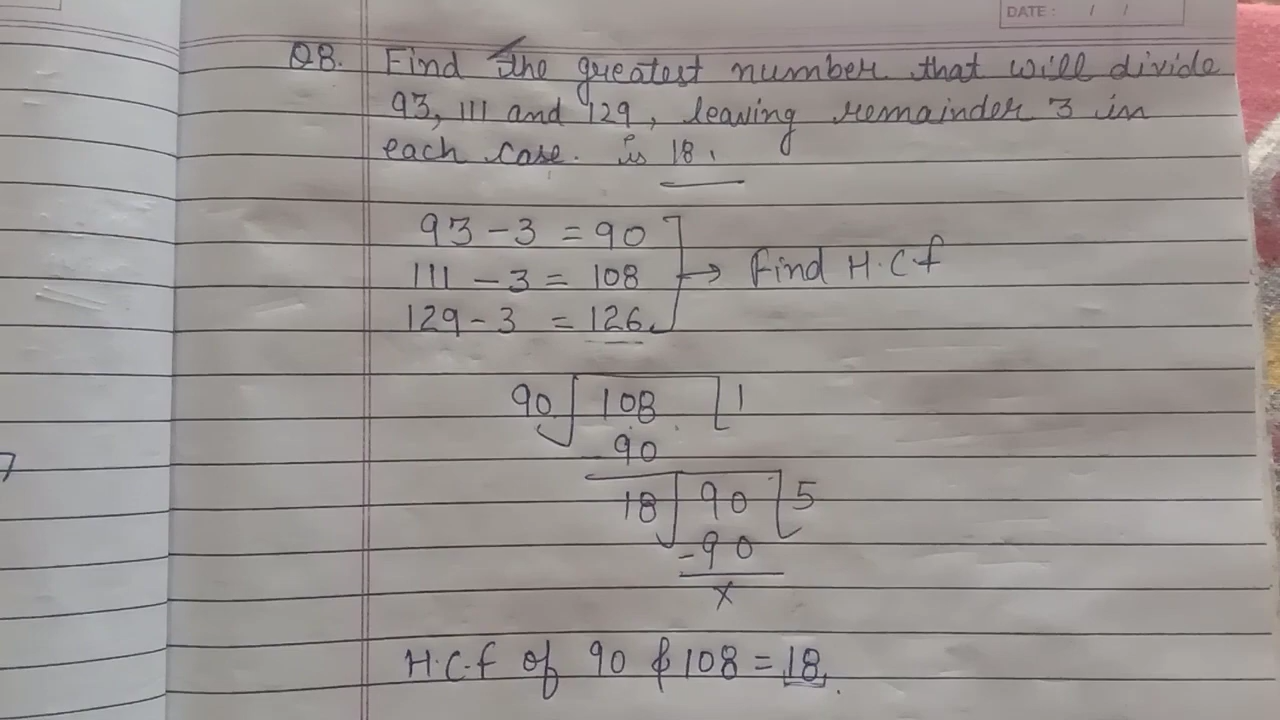 DATE : / /
Q8. Find the greatest number that will divide
93, 111 and 129, leaving remainder 3 in
each case. is 18.
93 - 3 = 90
111 - 3 = 108 → Find H.C.f
129 - 3 = 126
90 108 1
90
18 90 5
-90
x
H.C.f of 90 & 108 = 18.
7